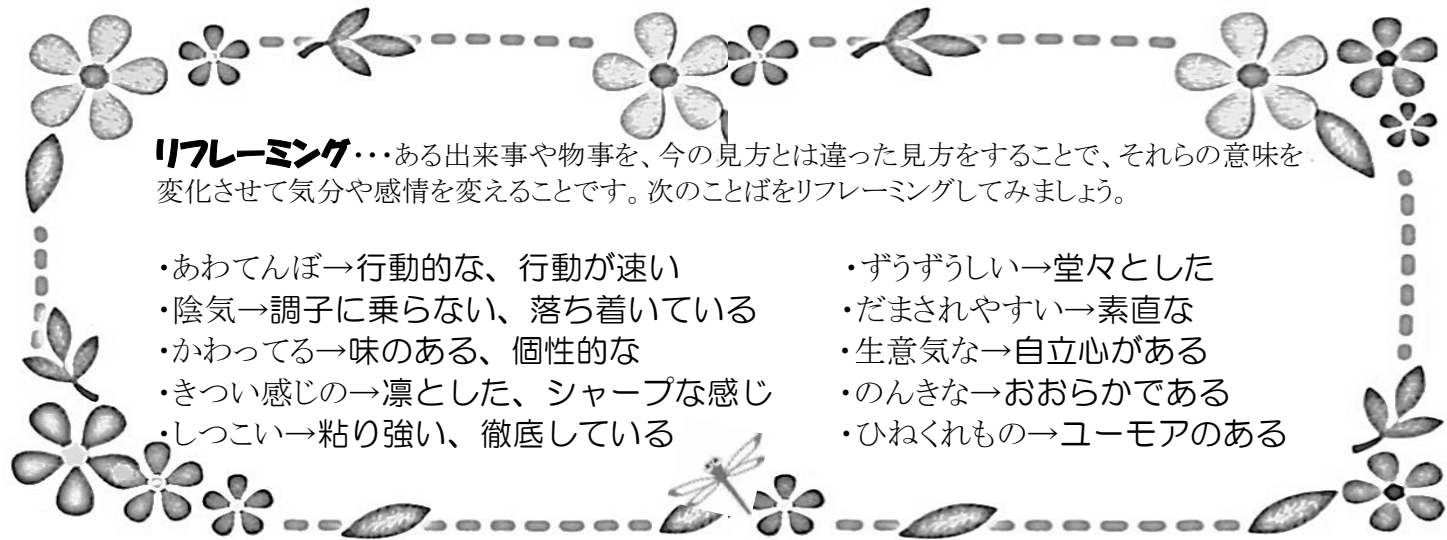 リフレーミング・・・ある出来事や物事を、今の見方とは違った見方をすることで、それらの意味を
変化させて気分や感情を変えることです。次のことばをリフレーミングしてみましょう。
・あわてんぼ→行動的な、行動が速い
・陰気→調子に乗らない、落ち着いている
・かわってる→味のある、個性的な
・きつい感じの→凛とした、シャープな感じ
・しつこい→粘り強い、徹底している
・ずうずうしい→堂々とした
・だまされやすい→素直な
・生意気な→自立心がある
・のんきな→おおらかである
・ひねくれもの→ユーモアのある